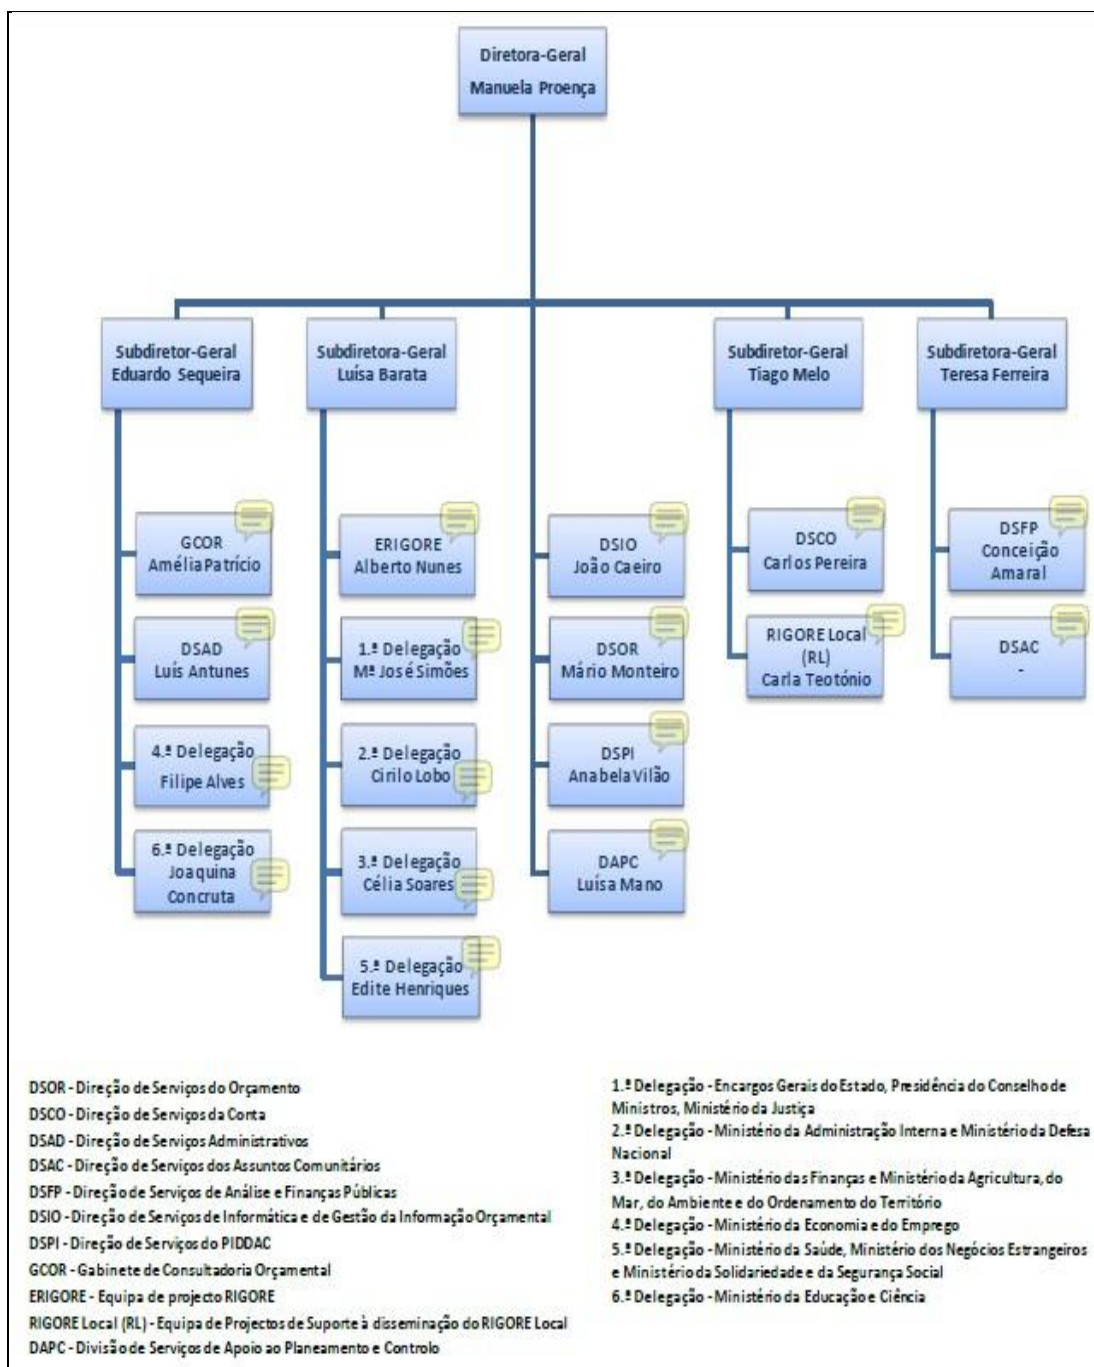 Diretora-Geral
Manuela Proença
Subdiretor-Geral
Eduardo Sequeira
Subdiretora-Geral
Luísa Barata
Subdiretor-Geral
Tiago Melo
Subdiretora-Geral
Teresa Ferreira
GCOR
Amélia Patrício
DSAD
Luís Antunes
4.ª Delegação
Filipe Alves
6.ª Delegação
Joaquina
Concruta
ERIGORE
Alberto Nunes
1.ª Delegação
Mª José Simões
2.ª Delegação
Cirilo Lobo
3.ª Delegação
Célia Soares
5.ª Delegação
Edite Henriques
DSIO
João Caeiro
DSOR
Mário Monteiro
DSPI
Anabela Vilão
DAPC
Luísa Mano
DSCO
Carlos Pereira
RIGORE Local
(RL)
Carla Teotónio
DSFP
Conceição
Amaral
DSAC
-
DSOR - Direção de Serviços do Orçamento
DSCO - Direção de Serviços da Conta
DSAD - Direção de Serviços Administrativos
DSAC - Direção de Serviços dos Assuntos Comunitários
DSFP - Direção de Serviços de Análise e Finanças Públicas
DSIO - Direção de Serviços de Informática e de Gestão da Informação Orçamental
DSPI - Direção de Serviços do PIDDAC
GCOR - Gabinete de Consultadoria Orçamental
ERIGORE - Equipa de projecto RIGORE
RIGORE Local (RL) - Equipa de Projectos de Suporte à disseminação do RIGORE Local
DAPC - Divisão de Serviços de Apoio ao Planeamento e Controlo
1.ª Delegação - Encargos Gerais do Estado, Presidência do Conselho de
Ministros, Ministério da Justiça
2.ª Delegação - Ministério da Administração Interna e Ministério da Defesa
Nacional
3.ª Delegação - Ministério das Finanças e Ministério da Agricultura, do
Mar, do Ambiente e do Ordenamento do Território
4.ª Delegação - Ministério da Economia e do Emprego
5.ª Delegação - Ministério da Saúde, Ministério dos Negócios Estrangeiros
e Ministério da Solidariedade e da Segurança Social
6.ª Delegação - Ministério da Educação e Ciência